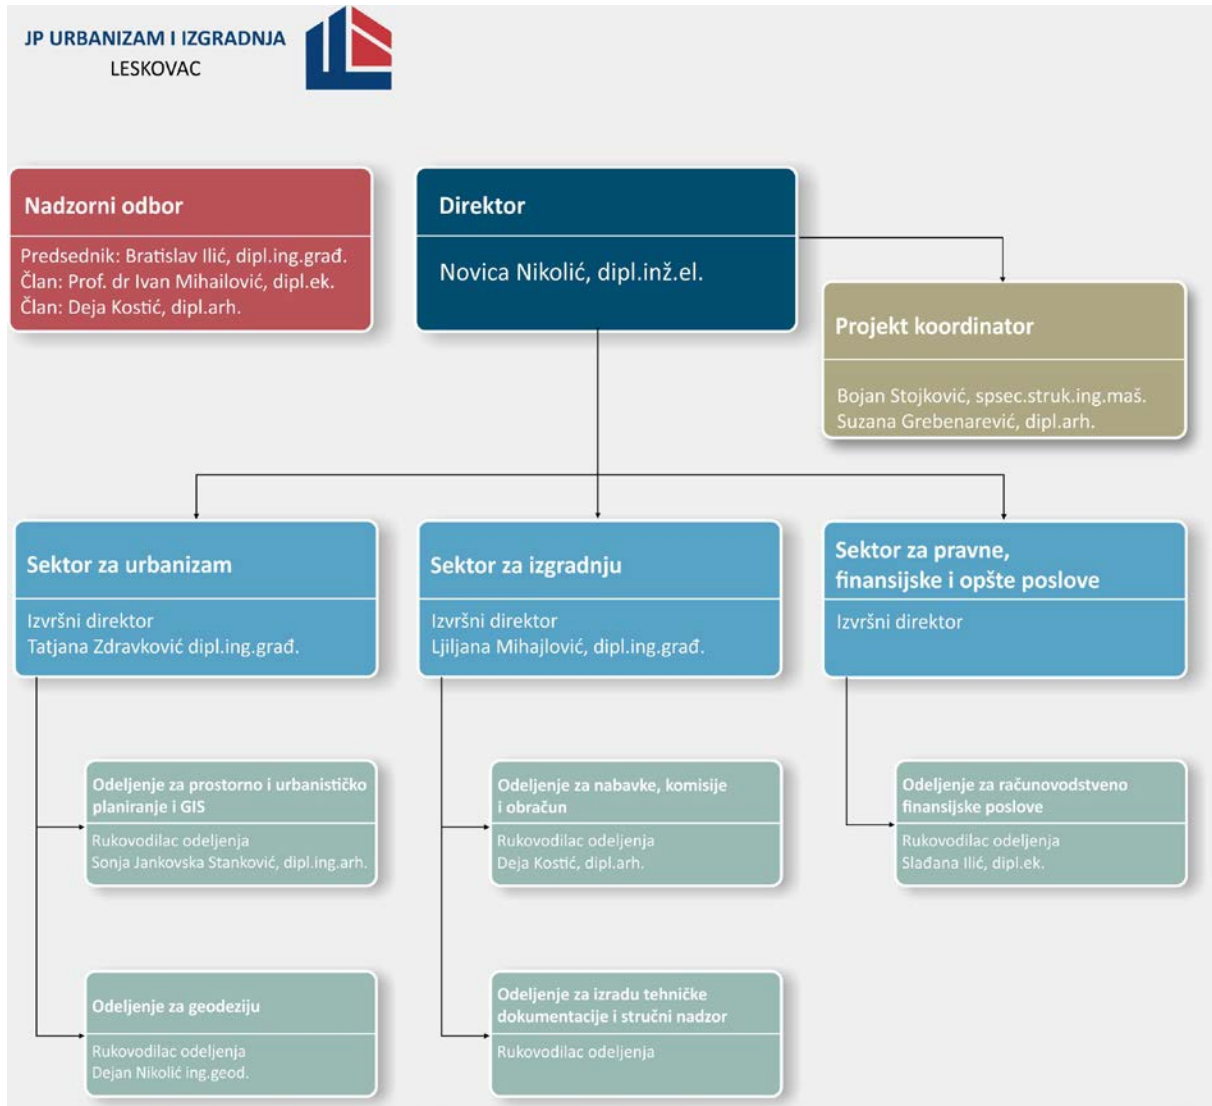 JP URBANIZAM I IZGRADNJA
LESKOVAC
Nadzorni odbor
Predsednik: Bratislav Ilić, dipl.ing.građ.
Član: Prof. dr Ivan Mihailović, dipl.ek.
Član: Deja Kostić, dipl.arh.
Direktor
Novica Nikolić, dipl.inž.el.
Projekt koordinator
Bojan Stojković, spsec.struk.ing.maš.
Suzana Grebenarević, dipl.arh.
Sektor za urbanizam
Izvršni direktor
Tatjana Zdravković dipl.ing.građ.
Sektor za izgradnju
Izvršni direktor
Ljiljana Mihajlović, dipl.ing.građ.
Sektor za pravne,
finansijske i opšte poslove
Izvršni direktor
Odeljenje za prostorno i urbanističko
planiranje i GIS
Rukovodilac odeljenja
Sonja Jankovska Stanković, dipl.ing.arh.
Odeljenje za nabavke, komisije
i obračun
Rukovodilac odeljenja
Deja Kostić, dipl.arh.
Odeljenje za računovodstveno
finansijske poslove
Rukovodilac odeljenja
Slađana Ilić, dipl.ek.
Odeljenje za geodeziju
Rukovodilac odeljenja
Dejan Nikolić ing.geod.
Odeljenje za izradu tehničke
dokumentacije i stručni nadzor
Rukovodilac odeljenja